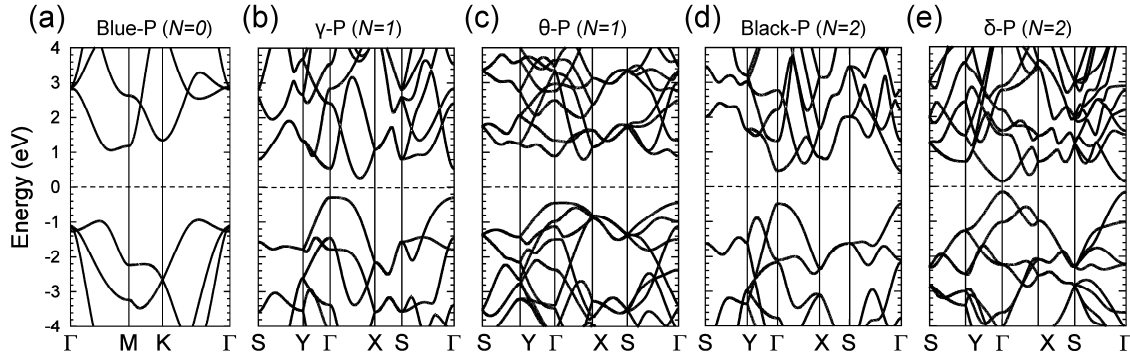 (a) Blue-P (N=0)
(b) γ-P (N=1)
(c) θ-P (N=1)
(d) Black-P (N=2)
(e) δ-P (N=2)
Energy (eV)
4
3
2
1
0
-1
-2
-3
-4
Γ M K Γ
S Y Γ X S Γ
S Y Γ X S Γ
S Y Γ X S Γ
S Y Γ X S Γ